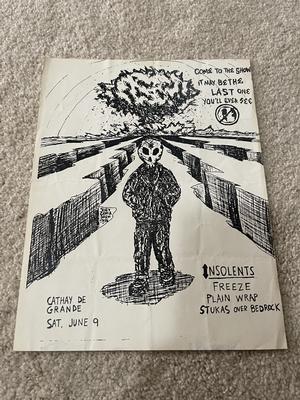 COME TO THE SHOW
IT MAY BE THE
LAST ONE
YOU'LL EVER SEE
INSOLENTS
FREEZE
PLAIN WRAP
STUKAS OVER BEDROCK
CATHAY DE
GRANDE
SAT, JUNE 9